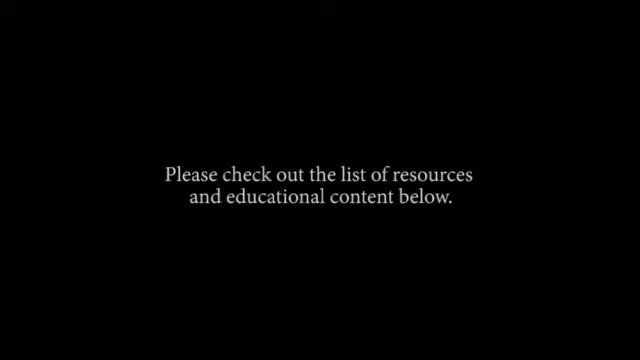 Please check out the list of resources
and educational content below.